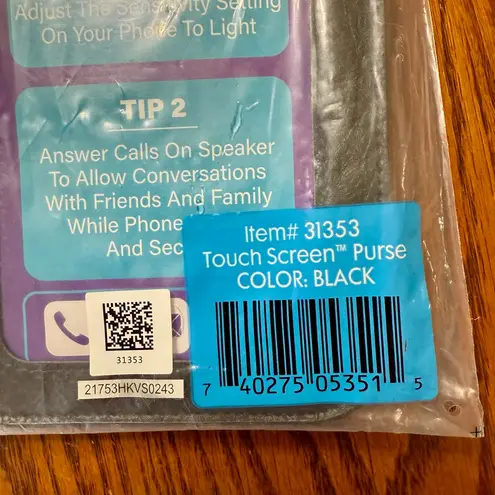 Adjust The Sensitivity Setting
On Your Phone To Light
TIP 2
Answer Calls On Speaker
To Allow Conversations
With Friends And Family
While Phone
And Sec
Item# 31353
Touch Screen™ Purse
COLOR: BLACK
31353
21753HKVS0243
7 40275 05351 5